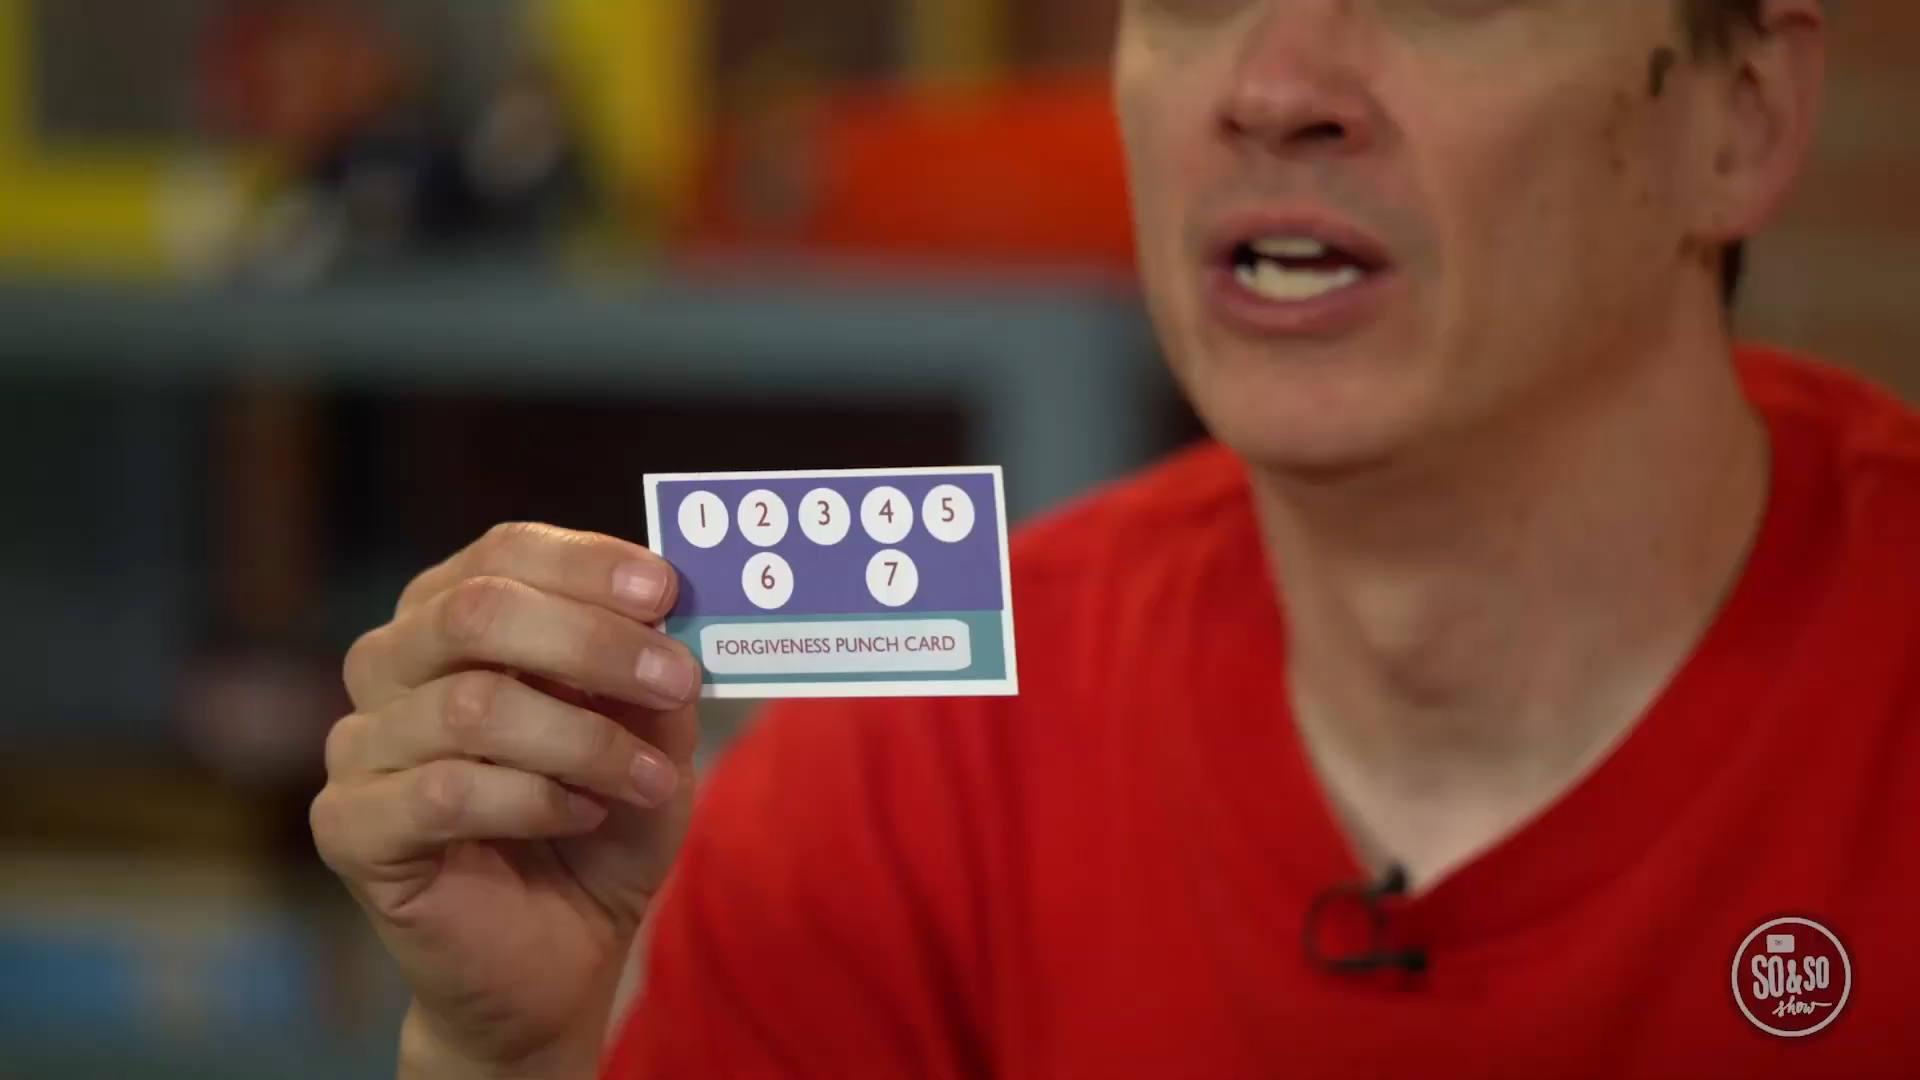 1 2 3 4 5
6 7
FORGIVENESS PUNCH CARD
SO & SO
show